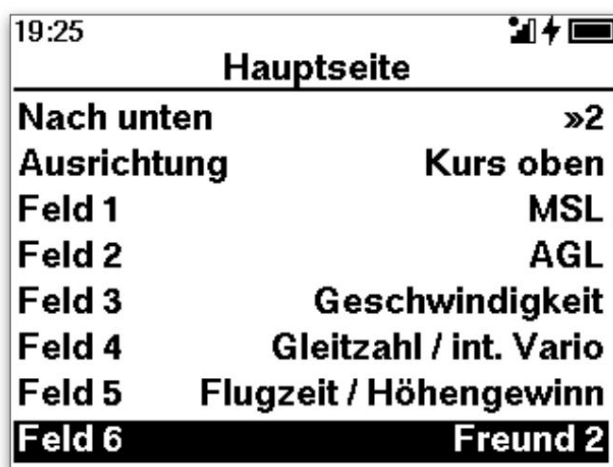 19:25
Hauptseite
Nach unten »2
Ausrichtung Kurs oben
Feld 1 MSL
Feld 2 AGL
Feld 3 Geschwindigkeit
Feld 4 Gleitzahl / int. Vario
Feld 5 Flugzeit / Höhengewinn
Feld 6 Freund 2